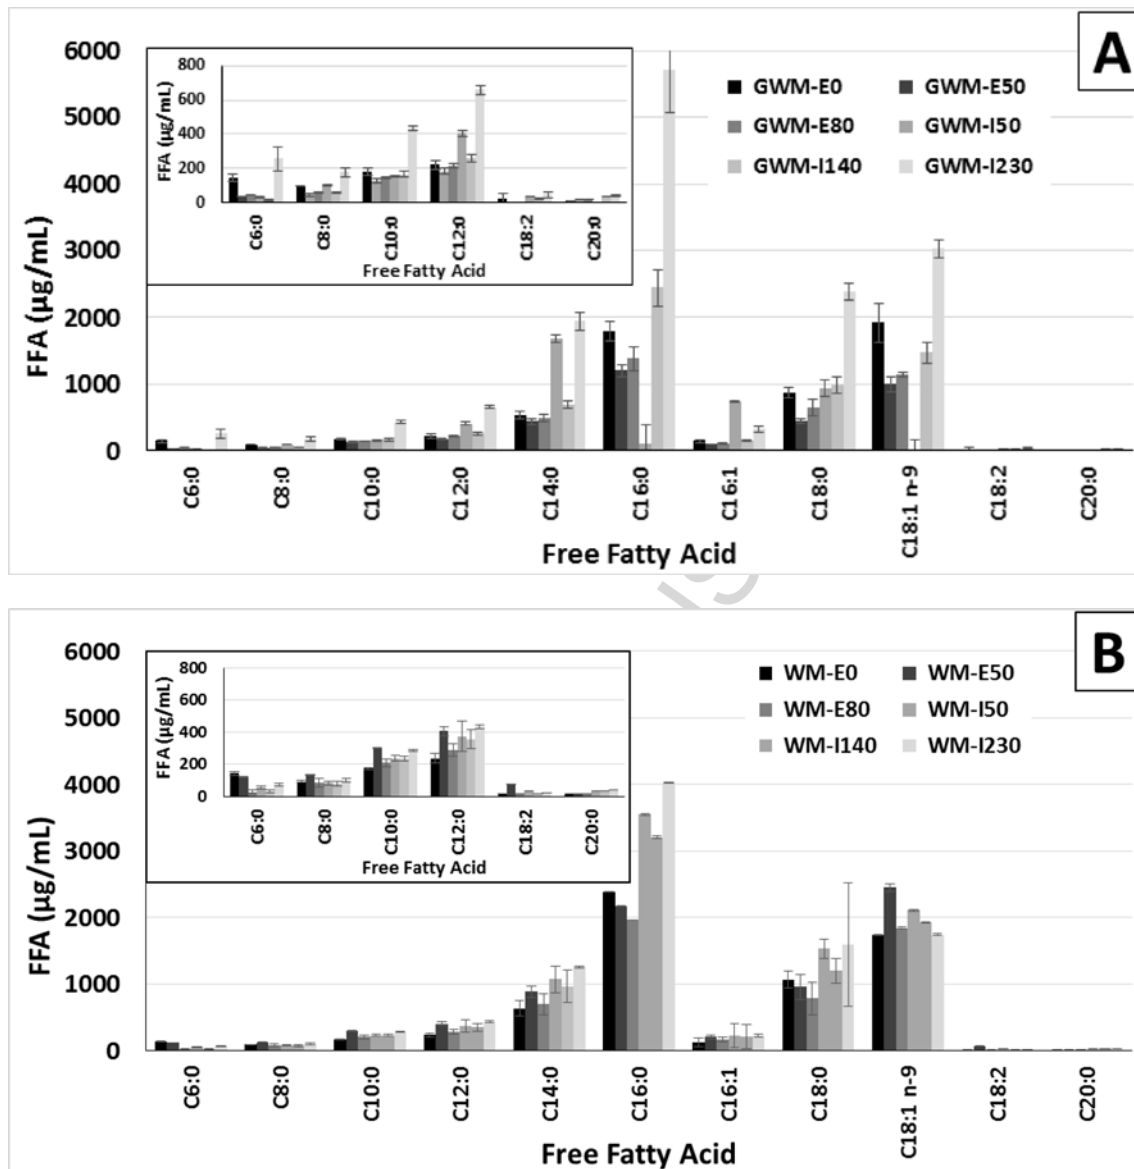 A
6000
5000
4000
3000
2000
1000
0
FFA (µg/mL)
GWM-E0 GWM-E50
GWM-E80 GWM-I50
GWM-I140 GWM-I230
800
600
400
200
0
FFA (µg/mL)
C6:0 C8:0 C10:0 C12:0 C18:2 C20:0
Free Fatty Acid
C6:0 C8:0 C10:0 C12:0 C14:0 C16:0 C16:1 C18:0 C18:1 n-9 C18:2 C20:0
Free Fatty Acid
B
6000
5000
4000
3000
2000
1000
0
FFA (µg/mL)
WM-E0 WM-E50
WM-E80 WM-I50
WM-I140 WM-I230
800
600
400
200
0
FFA (µg/mL)
C6:0 C8:0 C10:0 C12:0 C18:2 C20:0
Free Fatty Acid
C6:0 C8:0 C10:0 C12:0 C14:0 C16:0 C16:1 C18:0 C18:1 n-9 C18:2 C20:0
Free Fatty Acid